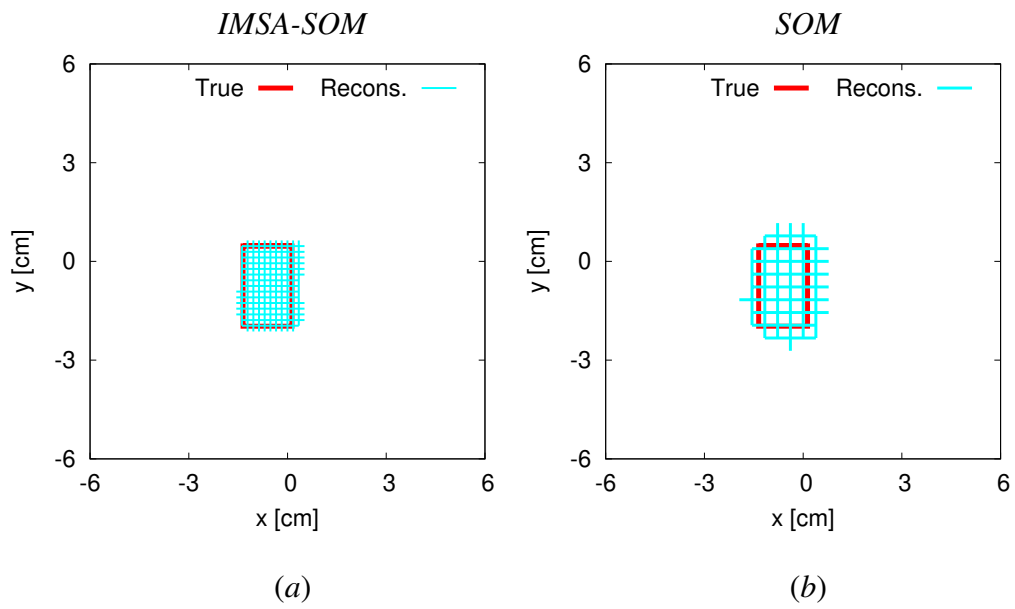 IMSA-SOM
SOM
True Recons.
True Recons.
6
3
0
-3
-6
y [cm]
-6 -3 0 3 6
x [cm]
6
3
0
-3
-6
y [cm]
-6 -3 0 3 6
x [cm]
(a)
(b)